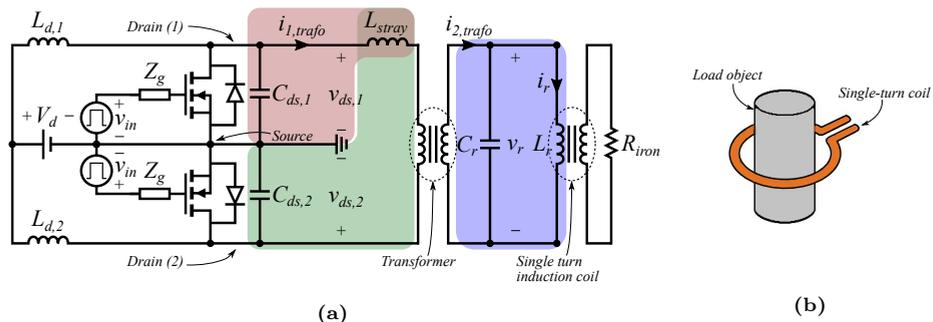 L_{d,1}
Drain (1)
i_{1,trafo}
L_{stray}
i_{2,trafo}
Z_g
+
+
i_r
+V_d −
+
v_{in}
−
C_{ds,1}
v_{ds,1}
−
Source
C_r
v_r
L_r
R_{iron}
−
v_{in}
+
Z_g
−
C_{ds,2}
v_{ds,2}
L_{d,2}
+
−
Drain (2)
Transformer
Single turn
induction coil
(a)
Load object
Single-turn coil
(b)